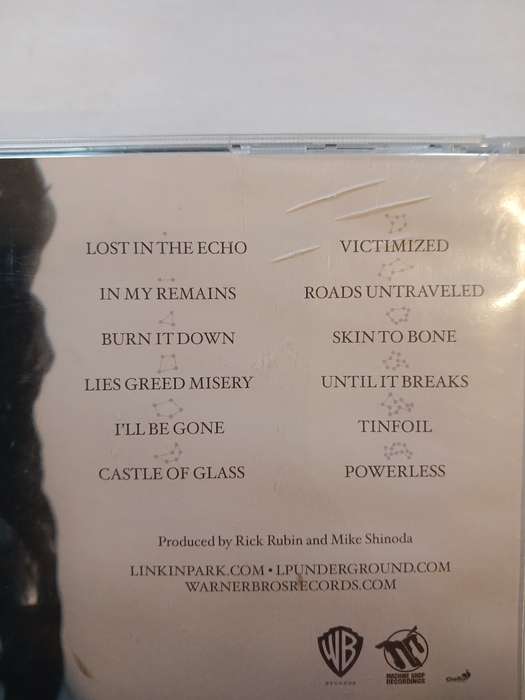 LOST IN THE ECHO
IN MY REMAINS
BURN IT DOWN
LIES GREED MISERY
I'LL BE GONE
CASTLE OF GLASS
VICTIMIZED
ROADS UNTRAVELED
SKIN TO BONE
UNTIL IT BREAKS
TINFOIL
POWERLESS
Produced by Rick Rubin and Mike Shinoda
LINKINPARK.COM • LPUNDERGROUND.COM
WARNERBROSRECORDS.COM
WB
RECORDS
MACHINE SHOP
RECORDINGS